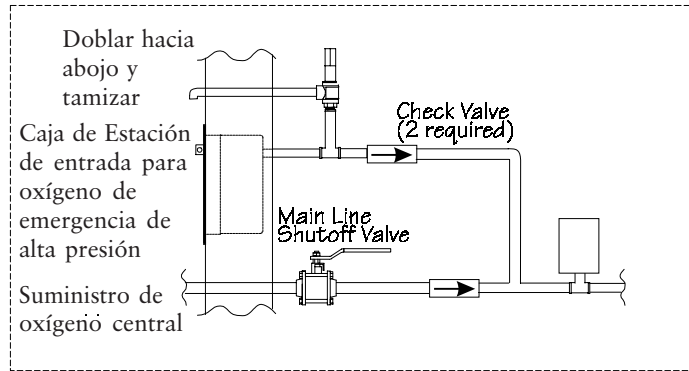 Doblar hacia
abojo y
tamizar
Caja de Estación
de entrada para
oxígeno de
emergencia de
alta presión
Suministro de
oxígeno central
Check Valve
(2 required)
Main Line
Shutoff Valve